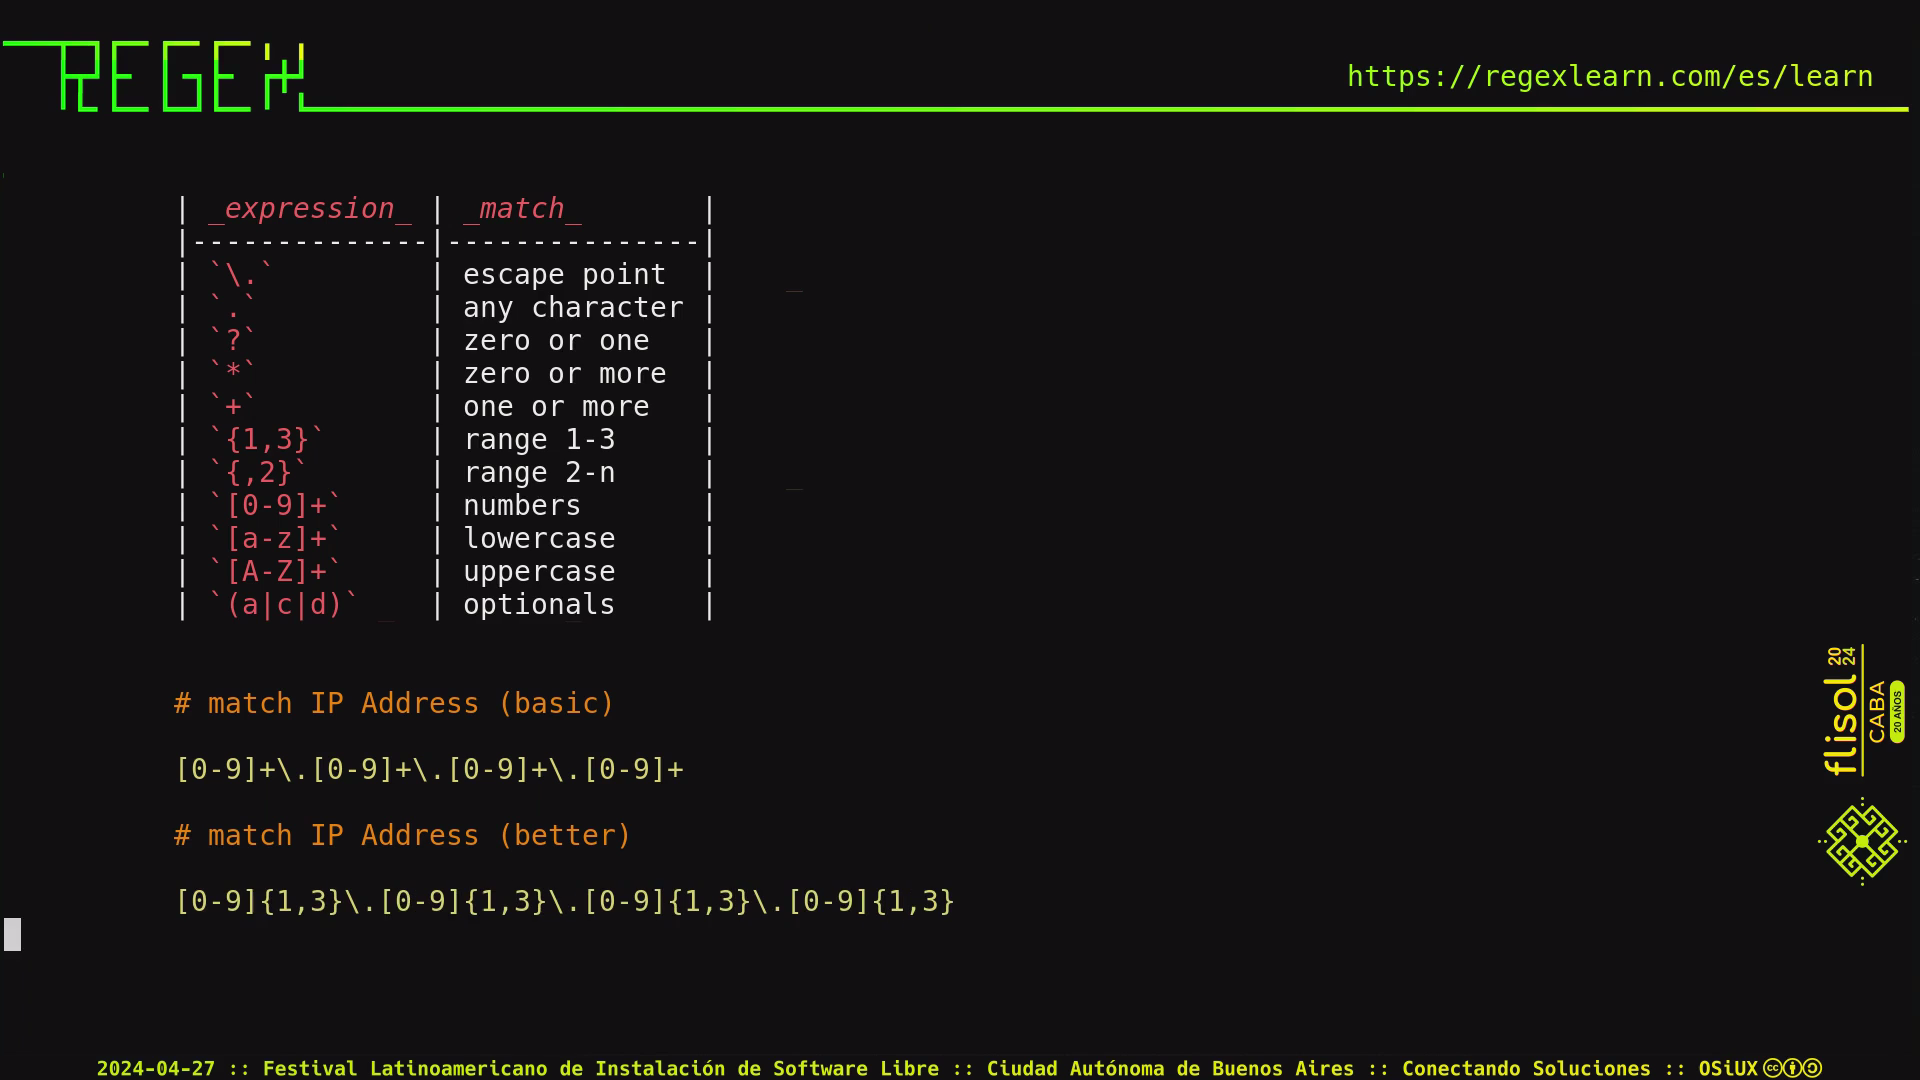 REGEX
https://regexlearn.com/es/learn
| _expression_ | _match_       |
|--------------|---------------|
| `\.`         | escape point  |
| `.`          | any character |
| `?`          | zero or one   |
| `*`          | zero or more  |
| `+`          | one or more   |
| `{1,3}`      | range 1-3     |
| `{,2}`       | range 2-n     |
| `[0-9]+`     | numbers       |
| `[a-z]+`     | lowercase     |
| `[A-Z]+`     | uppercase     |
| `(a|c|d)`    | optionals     |
# match IP Address (basic)
[0-9]+\.[0-9]+\.[0-9]+\.[0-9]+
# match IP Address (better)
[0-9]{1,3}\.[0-9]{1,3}\.[0-9]{1,3}\.[0-9]{1,3}
flisol 2024
CABA
20 AÑOS
2024-04-27 :: Festival Latinoamericano de Instalación de Software Libre :: Ciudad Autónoma de Buenos Aires :: Conectando Soluciones :: OSiUX